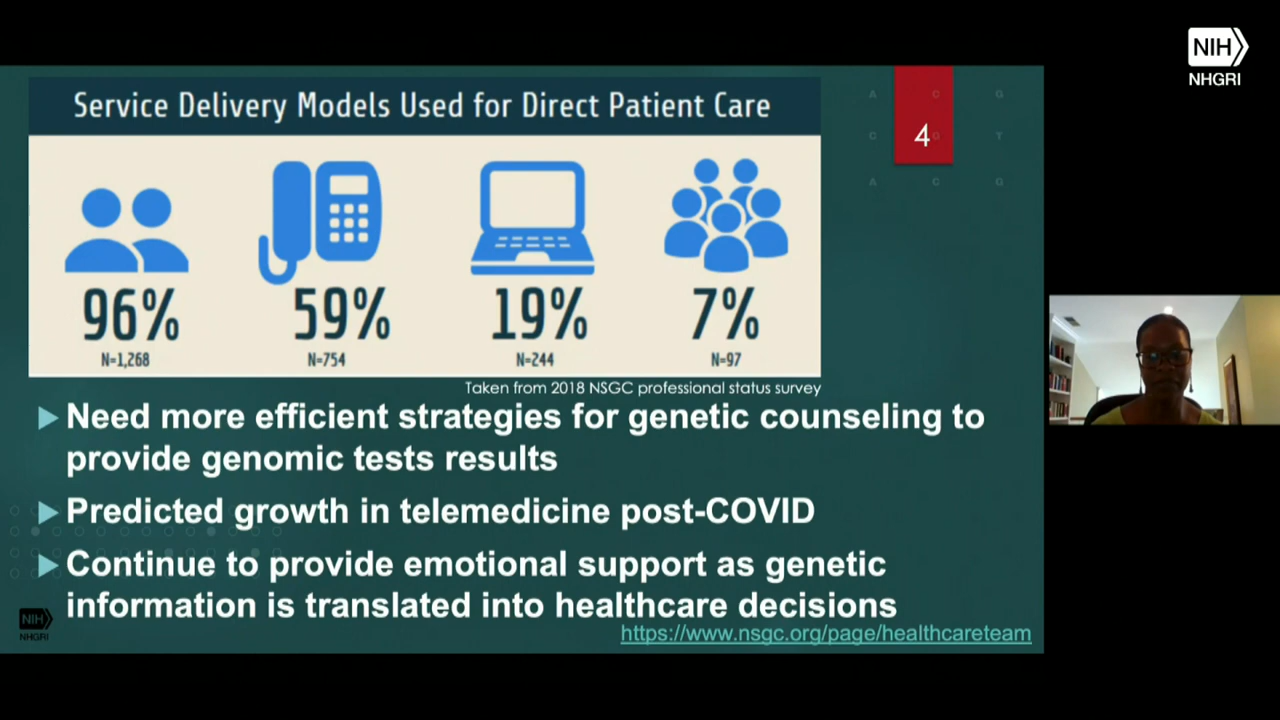 NIH
NHGRI
Service Delivery Models Used for Direct Patient Care
4
A C G
C G T
A C G
96% 59% 19% 7%
N=1,268 N=754 N=244 N=97
Taken from 2018 NSGC professional status survey
Need more efficient strategies for genetic counseling to
provide genomic tests results
Predicted growth in telemedicine post-COVID
Continue to provide emotional support as genetic
information is translated into healthcare decisions
NIH
NHGRI
https://www.nsgc.org/page/healthcareteam